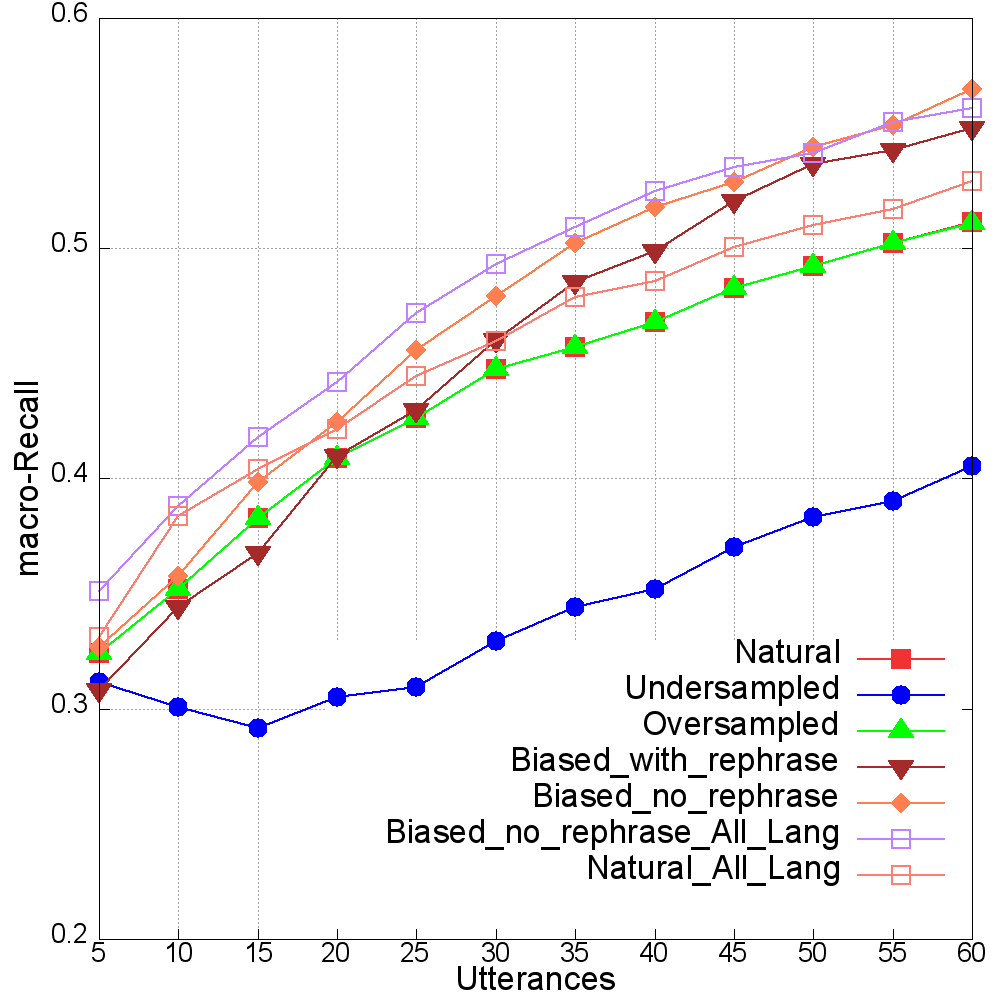 0.6
0.5
0.4
0.3
0.2
macro-Recall
Natural
Undersampled
Oversampled
Biased_with_rephrase
Biased_no_rephrase
Biased_no_rephrase_All_Lang
Natural_All_Lang
5 10 15 20 25 30 35 40 45 50 55 60
Utterances